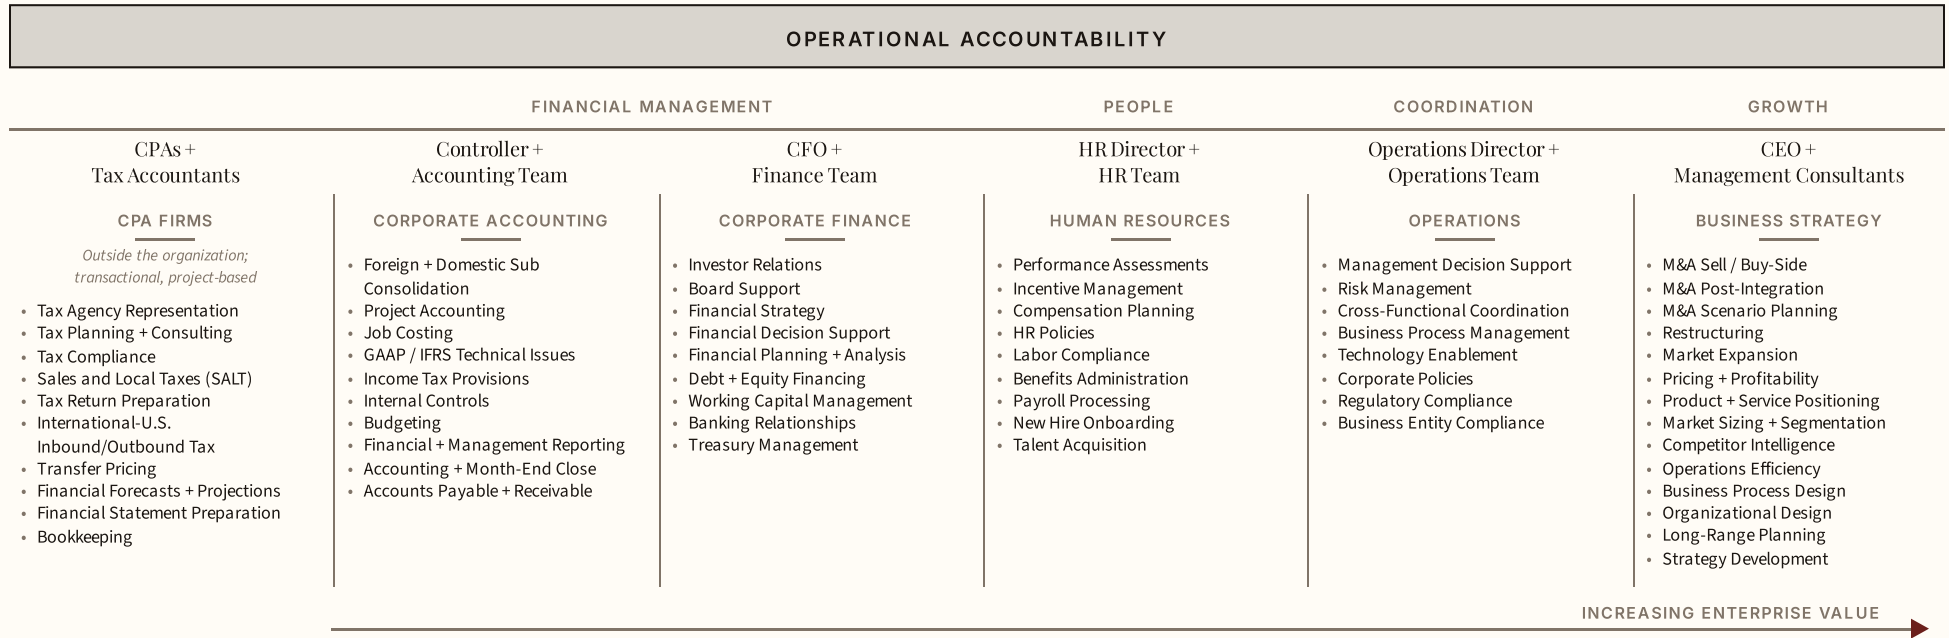 OPERATIONAL ACCOUNTABILITY
FINANCIAL MANAGEMENT
PEOPLE
COORDINATION
GROWTH
CPAs +
Tax Accountants
CPA FIRMS
Outside the organization;
transactional, project-based
• Tax Agency Representation
• Tax Planning + Consulting
• Tax Compliance
• Sales and Local Taxes (SALT)
• Tax Return Preparation
• International-U.S.
Inbound/Outbound Tax
• Transfer Pricing
• Financial Forecasts + Projections
• Financial Statement Preparation
• Bookkeeping
Controller +
Accounting Team
CORPORATE ACCOUNTING
• Foreign + Domestic Sub
Consolidation
• Project Accounting
• Job Costing
• GAAP / IFRS Technical Issues
• Income Tax Provisions
• Internal Controls
• Budgeting
• Financial + Management Reporting
• Accounting + Month-End Close
• Accounts Payable + Receivable
CFO +
Finance Team
CORPORATE FINANCE
• Investor Relations
• Board Support
• Financial Strategy
• Financial Decision Support
• Financial Planning + Analysis
• Debt + Equity Financing
• Working Capital Management
• Banking Relationships
• Treasury Management
HR Director +
HR Team
HUMAN RESOURCES
• Performance Assessments
• Incentive Management
• Compensation Planning
• HR Policies
• Labor Compliance
• Benefits Administration
• Payroll Processing
• New Hire Onboarding
• Talent Acquisition
Operations Director +
Operations Team
OPERATIONS
• Management Decision Support
• Risk Management
• Cross-Functional Coordination
• Business Process Management
• Technology Enablement
• Corporate Policies
• Regulatory Compliance
• Business Entity Compliance
CEO +
Management Consultants
BUSINESS STRATEGY
• M&A Sell / Buy-Side
• M&A Post-Integration
• M&A Scenario Planning
• Restructuring
• Market Expansion
• Pricing + Profitability
• Product + Service Positioning
• Market Sizing + Segmentation
• Competitor Intelligence
• Operations Efficiency
• Business Process Design
• Organizational Design
• Long-Range Planning
• Strategy Development
INCREASING ENTERPRISE VALUE